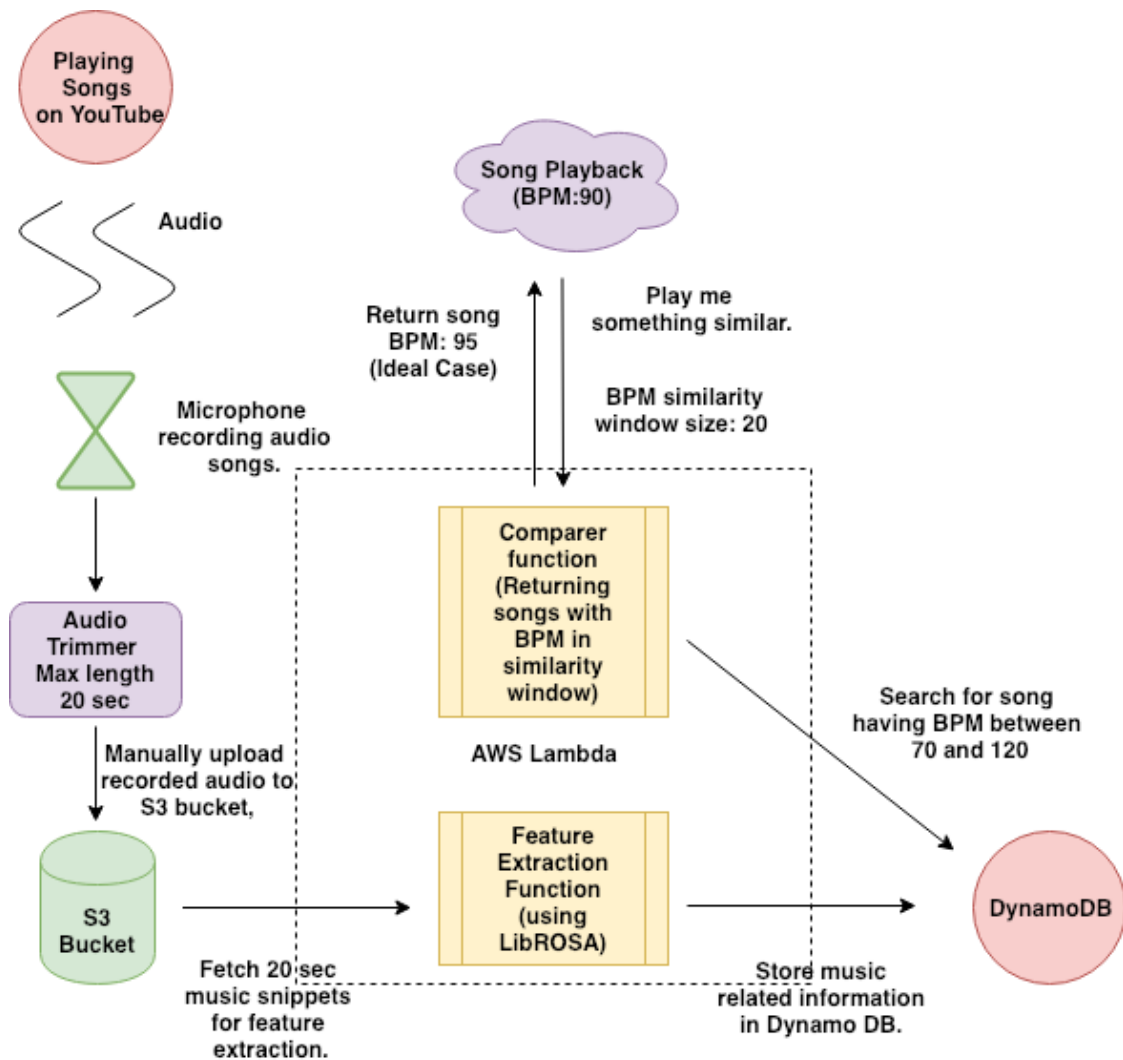 Playing
Songs
on YouTube
Audio
Song Playback
(BPM:90)
Return song
BPM: 95
(Ideal Case)
Play me
something similar.
BPM similarity
window size: 20
Microphone
recording audio
songs.
Comparer
function
(Returning
songs with
BPM in
similarity
window)
Audio
Trimmer
Max length
20 sec
Search for song
having BPM between
70 and 120
Manually upload
recorded audio to
S3 bucket,
AWS Lambda
Feature
Extraction
Function
(using
LibROSA)
S3
Bucket
DynamoDB
Fetch 20 sec
music snippets
for feature
extraction.
Store music
related information
in Dynamo DB.